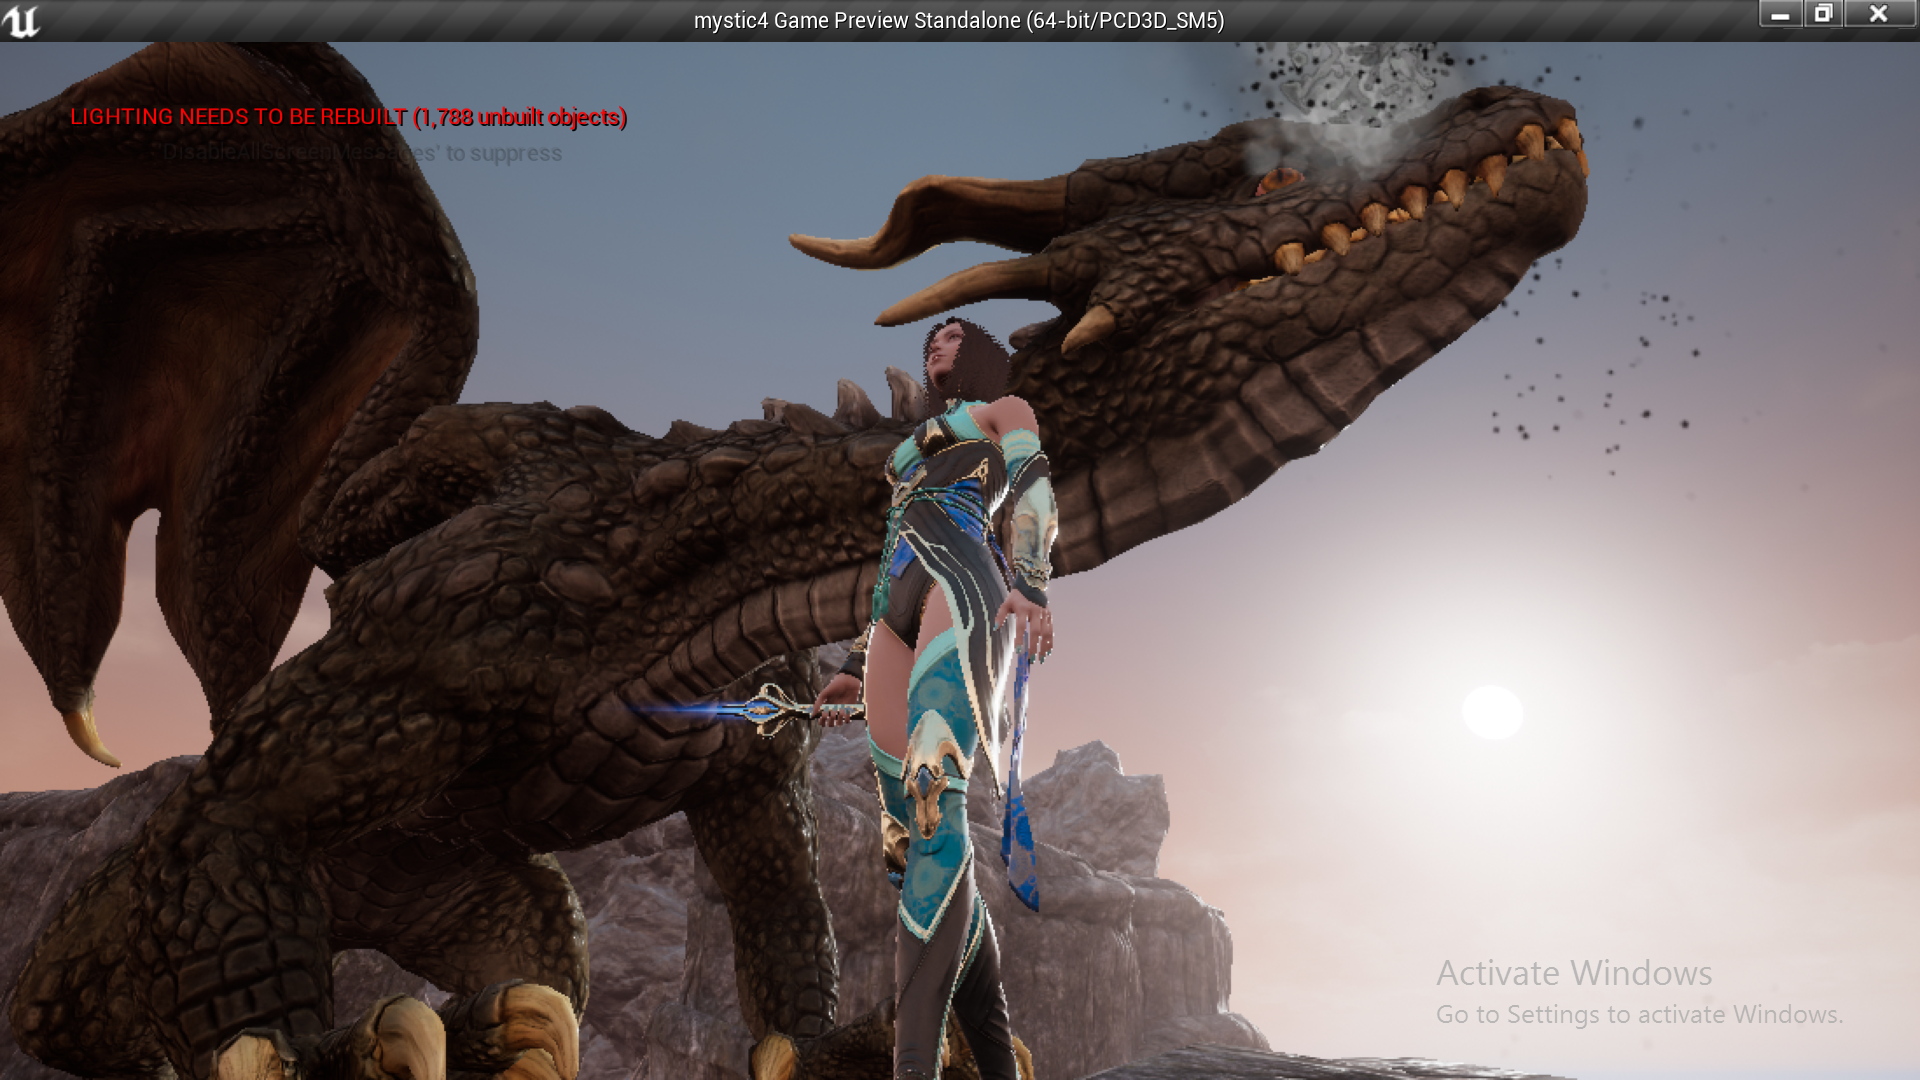 mystic4 Game Preview Standalone (64-bit/PCD3D_SM5)
LIGHTING NEEDS TO BE REBUILT (1,788 unbuilt objects)
'DisableAllScreenMessages' to suppress
Activate Windows
Go to Settings to activate Windows.